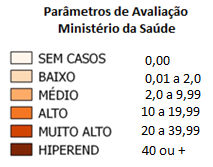 Parâmetros de Avaliação
Ministério da Saúde
SEM CASOS 0,00
BAIXO 0,01 a 2,0
MÉDIO 2,0 a 9,99
ALTO 10 a 19,99
MUITO ALTO 20 a 39,99
HIPEREND 40 ou +